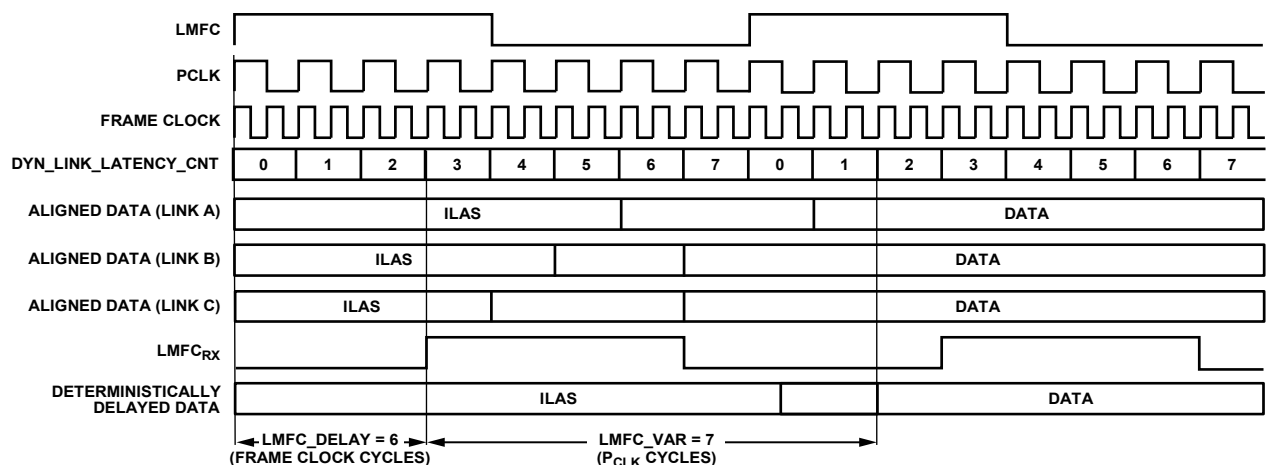 LMFC
PCLK
FRAME CLOCK
DYN_LINK_LATENCY_CNT 0 1 2 3 4 5 6 7 0 1 2 3 4 5 6 7
ALIGNED DATA (LINK A) ILAS DATA
ALIGNED DATA (LINK B) ILAS DATA
ALIGNED DATA (LINK C) ILAS DATA
LMFCRX
DETERMINISTICALLY
DELAYED DATA ILAS DATA
LMFC_DELAY = 6 LMFC_VAR = 7
(FRAME CLOCK CYCLES) (PCLK CYCLES)